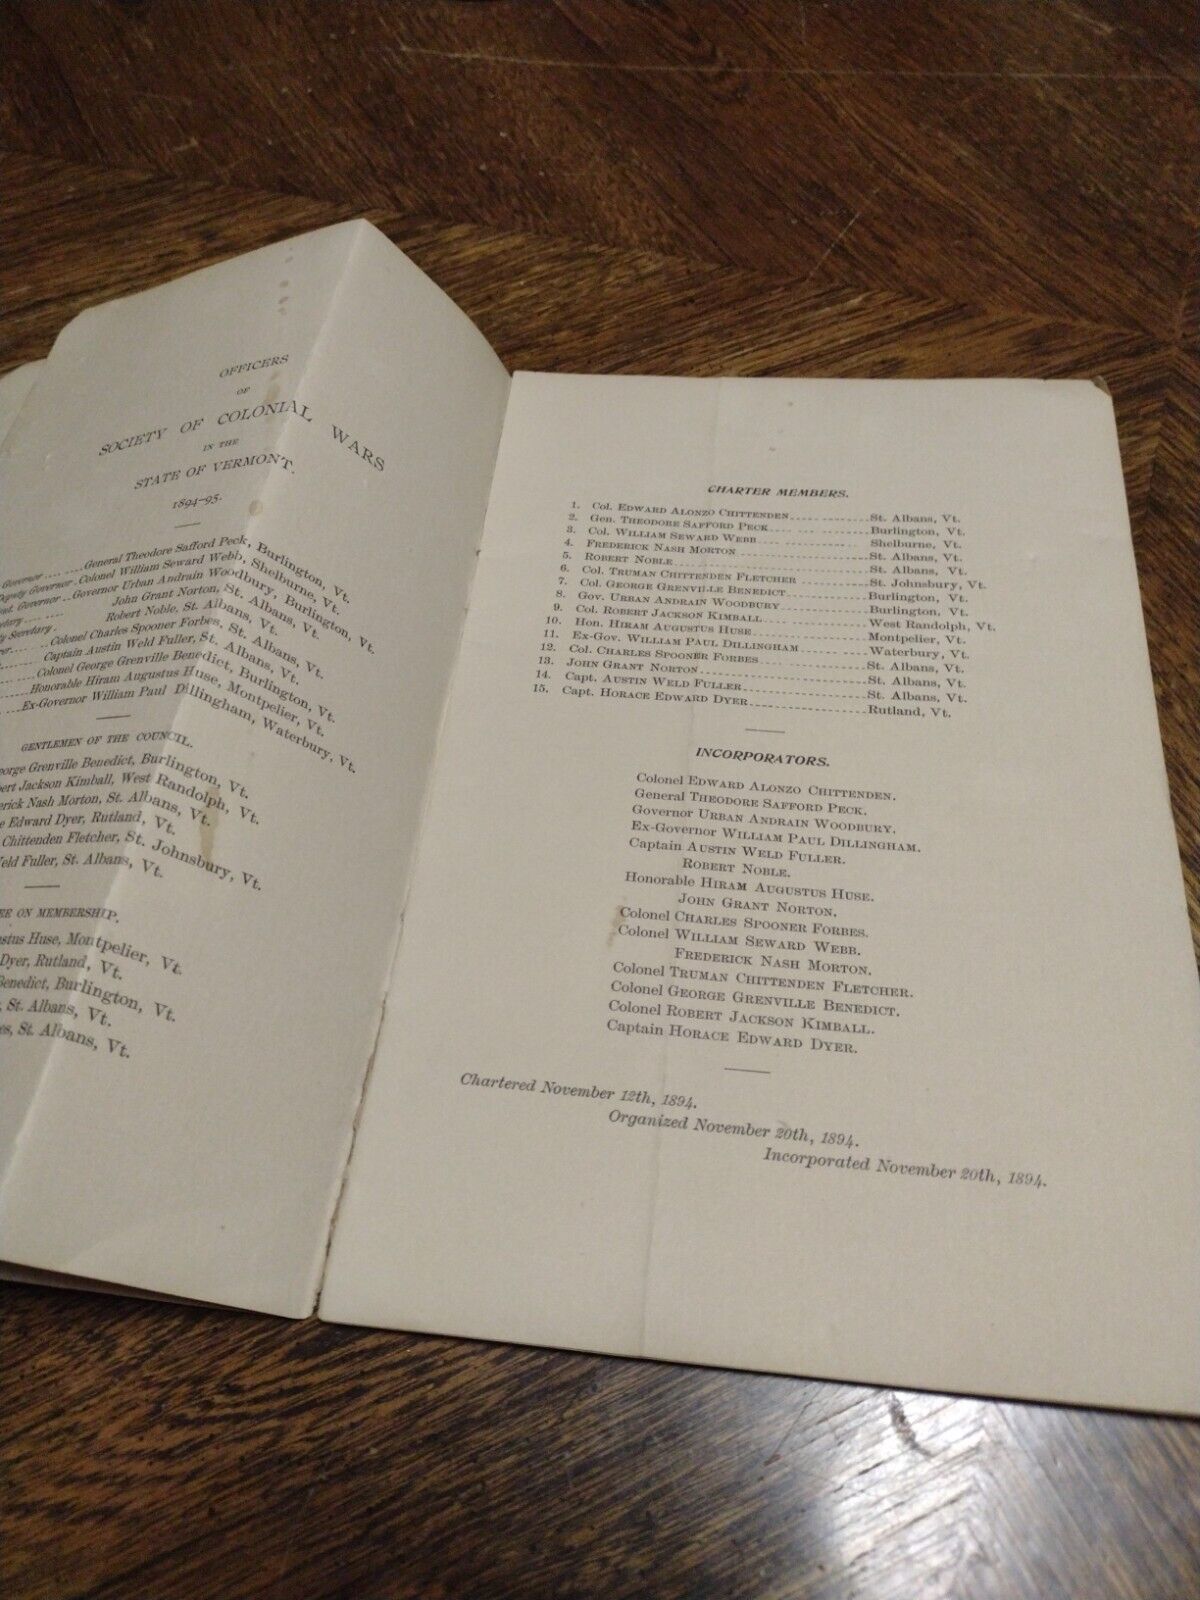 OFFICERS
OF
SOCIETY OF COLONIAL WARS
IN THE
STATE OF VERMONT.
1894-95.
Governor ........ General Theodore Safford Peck, Burlington, Vt.
Deputy Governor . Colonel William Seward Webb, Shelburne, Vt.
Governor .. Governor Urban Andrain Woodbury, Burlington, Vt.
John Grant Norton, St. Albans, Vt.
Secretary . Robert Noble, St. Albans, Vt.
Colonel Charles Spooner Forbes, St. Albans, Vt.
Captain Austin Weld Fuller, St. Albans, Vt.
Colonel George Grenville Benedict, Burlington, Vt.
Honorable Hiram Augustus Huse, Montpelier, Vt.
Ex-Governor William Paul Dillingham, Waterbury, Vt.
GENTLEMEN OF THE COUNCIL.
Grenville Benedict, Burlington, Vt.
Jackson Kimball, West Randolph, Vt.
Nash Morton, St. Albans, Vt.
Edward Dyer, Rutland, Vt.
Chittenden Fletcher, St. Johnsbury, Vt.
Fuller, St. Albans, Vt.
ON MEMBERSHIP.
Huse, Montpelier, Vt.
Dyer, Rutland, Vt.
Benedict, Burlington, Vt.
St. Albans, Vt.
St. Albans, Vt.
CHARTER MEMBERS.
1. Col. EDWARD ALONZO CHITTENDEN ........ St. Albans, Vt.
2. Gen. THEODORE SAFFORD PECK ........ Burlington, Vt.
3. Col. WILLIAM SEWARD WEBB ........ Shelburne, Vt.
4. FREDERICK NASH MORTON ........ St. Albans, Vt.
5. ROBERT NOBLE ........ St. Albans, Vt.
6. Col. TRUMAN CHITTENDEN FLETCHER ........ St. Johnsbury, Vt.
7. Col. GEORGE GRENVILLE BENEDICT ........ Burlington, Vt.
8. Gov. URBAN ANDRAIN WOODBURY ........ Burlington, Vt.
9. Col. ROBERT JACKSON KIMBALL ........ West Randolph, Vt.
10. Hon. HIRAM AUGUSTUS HUSE ........ Montpelier, Vt.
11. Ex-Gov. WILLIAM PAUL DILLINGHAM ........ Waterbury, Vt.
12. Col. CHARLES SPOONER FORBES ........ St. Albans, Vt.
13. JOHN GRANT NORTON ........ St. Albans, Vt.
14. Capt. AUSTIN WELD FULLER ........ St. Albans, Vt.
15. Capt. HORACE EDWARD DYER ........ Rutland, Vt.
INCORPORATORS.
Colonel EDWARD ALONZO CHITTENDEN.
General THEODORE SAFFORD PECK.
Governor URBAN ANDRAIN WOODBURY.
Ex-Governor WILLIAM PAUL DILLINGHAM.
Captain AUSTIN WELD FULLER.
ROBERT NOBLE.
Honorable HIRAM AUGUSTUS HUSE.
JOHN GRANT NORTON.
Colonel CHARLES SPOONER FORBES.
Colonel WILLIAM SEWARD WEBB.
FREDERICK NASH MORTON.
Colonel TRUMAN CHITTENDEN FLETCHER.
Colonel GEORGE GRENVILLE BENEDICT.
Colonel ROBERT JACKSON KIMBALL.
Captain HORACE EDWARD DYER.
Chartered November 12th, 1894.
Organized November 20th, 1894.
Incorporated November 20th, 1894.